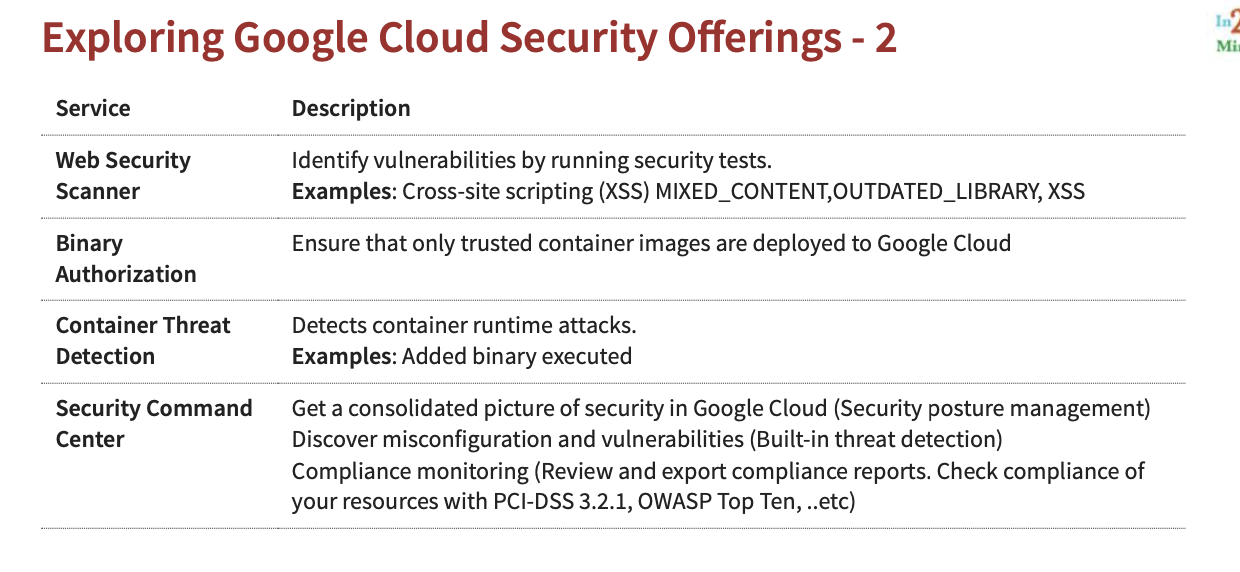 Exploring Google Cloud Security Offerings - 2
In
Service Description
Web Security Identify vulnerabilities by running security tests.
Scanner Examples: Cross-site scripting (XSS) MIXED_CONTENT,OUTDATED_LIBRARY, XSS
Binary Ensure that only trusted container images are deployed to Google Cloud
Authorization
Container Threat Detects container runtime attacks.
Detection Examples: Added binary executed
Security Command Get a consolidated picture of security in Google Cloud (Security posture management)
Center Discover misconfiguration and vulnerabilities (Built-in threat detection)
Compliance monitoring (Review and export compliance reports. Check compliance of
your resources with PCI-DSS 3.2.1, OWASP Top Ten, ..etc)